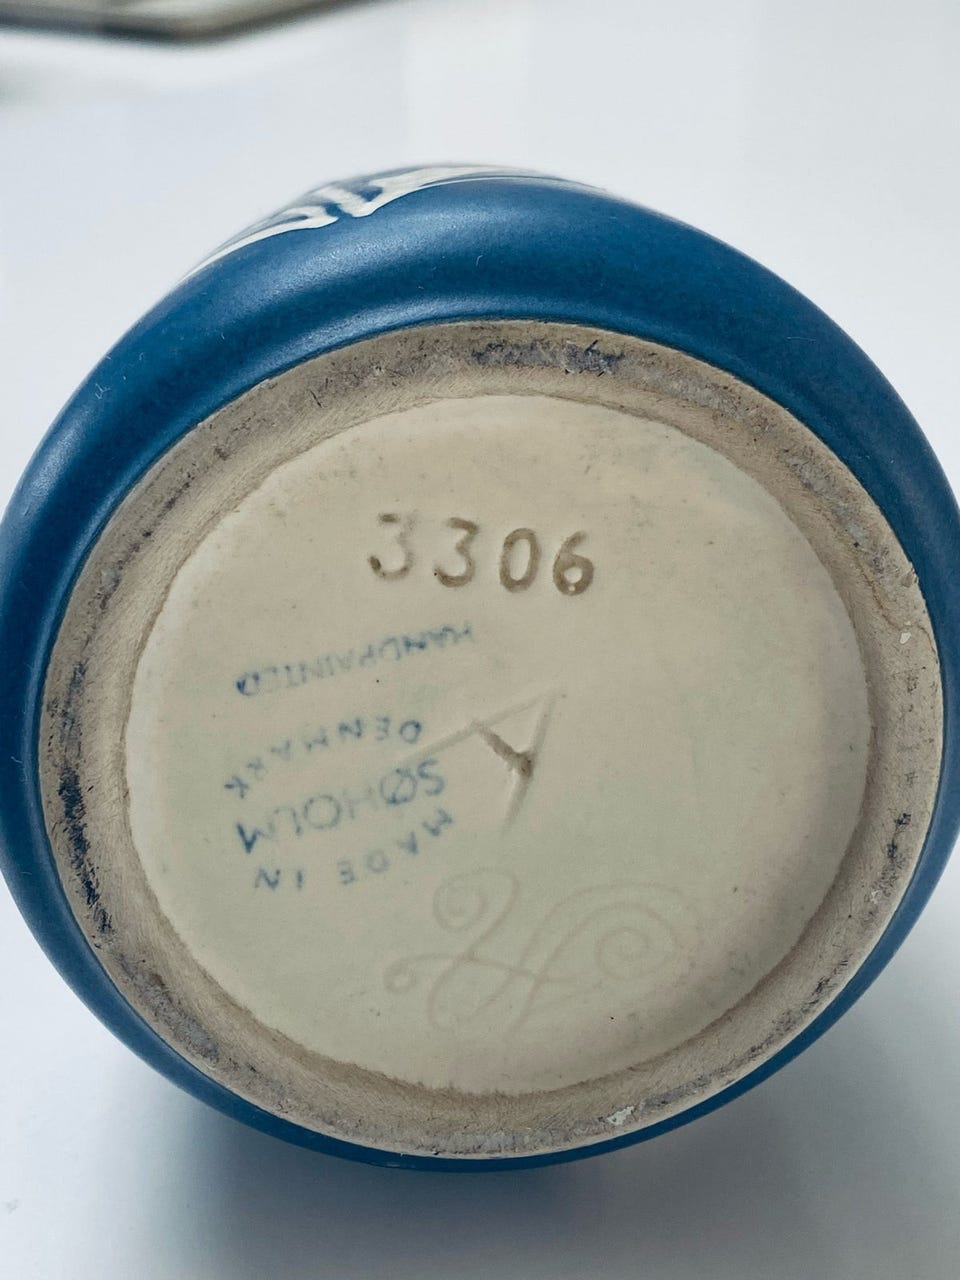 3306
A
MADE IN
SØHOLM
DENMARK
HANDPAINTED